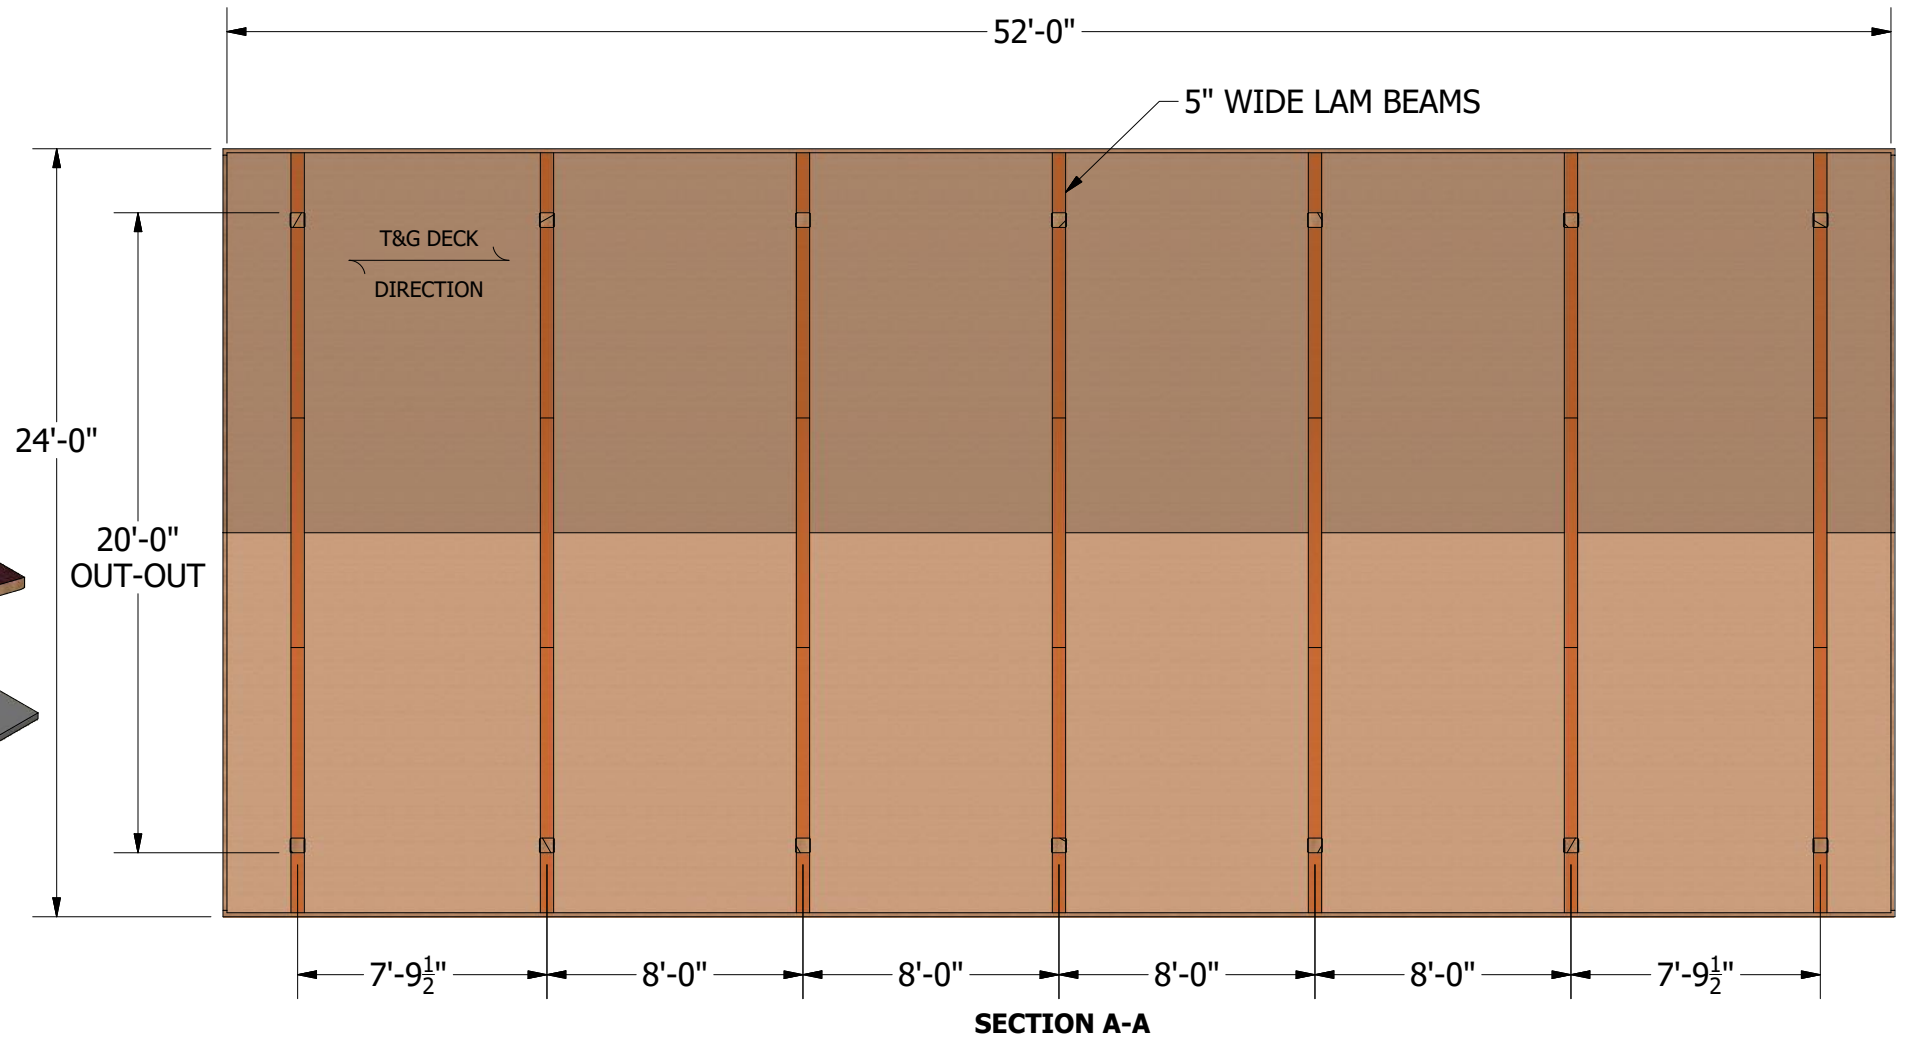 52'-0"
5" WIDE LAM BEAMS
T&G DECK
DIRECTION
24'-0"
20'-0"
OUT-OUT
7'-9½"
8'-0"
8'-0"
8'-0"
8'-0"
7'-9½"
SECTION A-A